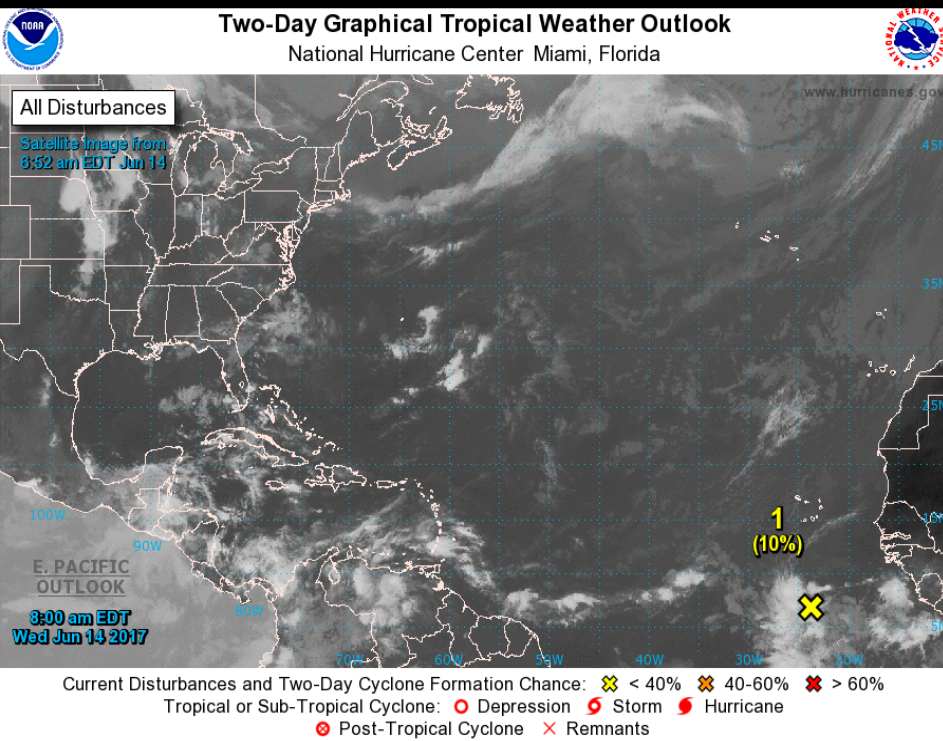 Two-Day Graphical Tropical Weather Outlook
National Hurricane Center Miami, Florida
NOAA
NATIONAL WEATHER SERVICE
www.hurricanes.gov
All Disturbances
Satellite Image from
6:52 am EDT Jun 14
45N
35N
25N
1
(10%)
15N
100W
90W
E. PACIFIC
OUTLOOK
8:00 am EDT
Wed Jun 14 2017
80W
5N
70W
60W
50W
40W
30W
20W
Current Disturbances and Two-Day Cyclone Formation Chance: < 40% 40-60% > 60%
Tropical or Sub-Tropical Cyclone: Depression Storm Hurricane
Post-Tropical Cyclone Remnants